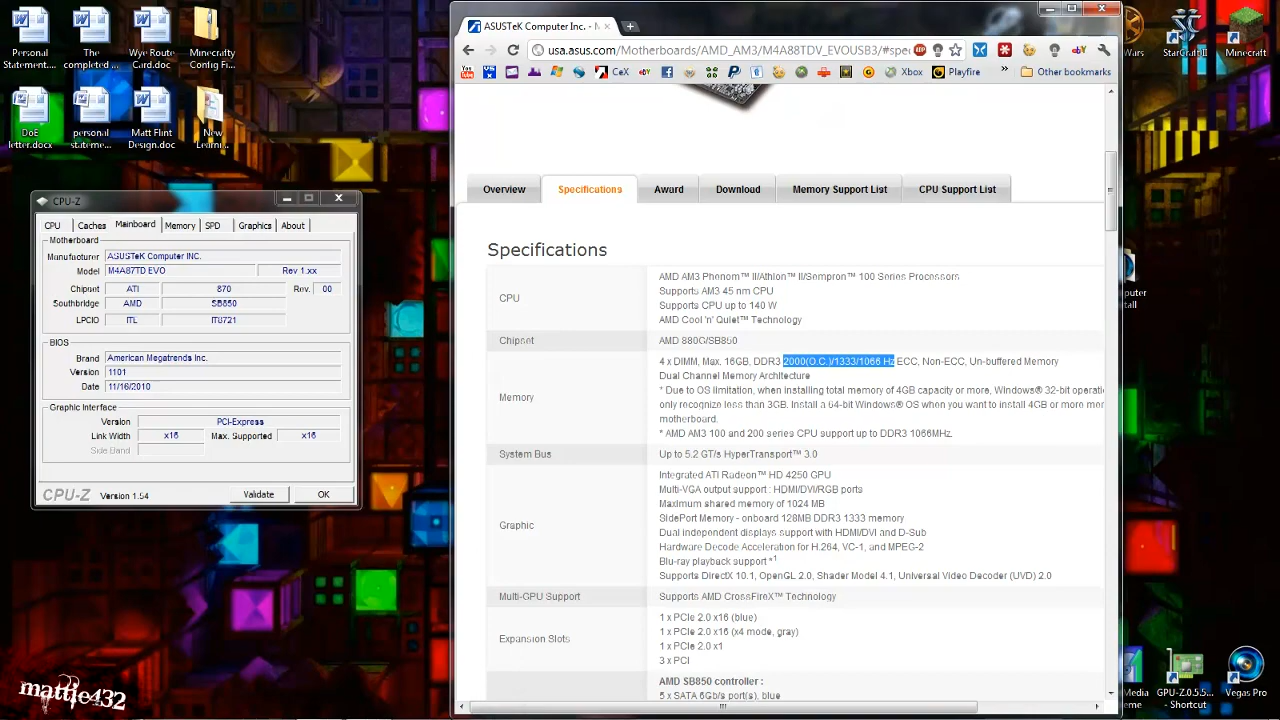 Personal
Statement...
The
completed ...
Wye Route
Card.doc
Minecrafty
Contig Fi...
DoE
letter.docx
personal
stateme...
Matt Flint
Design.doc
New
Learni...
CPU-Z
CPU
Caches
Mainboard
Memory
SPD
Graphics
About
Motherboard
Manufacturer
ASUSTeK Computer INC.
Model
M4A87TD EVO
Rev 1.xx
Chipset
ATI
870
Rev.
00
Southbridge
AMD
SB850
LPCIO
ITE
IT8721
BIOS
Brand
American Megatrends Inc.
Version
1101
Date
11/16/2010
Graphic Interface
Version
PCI-Express
Link Width
x16
Max. Supported
x16
Side Band
CPU-Z
Version 1.54
Validate
OK
mattle432
ASUSTeK Computer Inc. - N
usa.asus.com/Motherboards/AMD_AM3/M4A88TDV_EVOUSB3/#spec
CeX
Xbox
Playfire
»
Other bookmarks
Overview
Specifications
Award
Download
Memory Support List
CPU Support List
Specifications
CPU
AMD AM3 Phenom™ II/Athlon™ II/Sempron™ 100 Series Processors
Supports AM3 45 nm CPU
Supports CPU up to 140 W
AMD Cool 'n' Quiet™ Technology
Chipset
AMD 880G/SB850
Memory
4 x DIMM, Max. 16GB, DDR3 2000(O.C.)/1333/1066 Hz ECC, Non-ECC, Un-buffered Memory
Dual Channel Memory Architecture
* Due to OS limitation, when installing total memory of 4GB capacity or more, Windows® 32-bit operati
only recognize less than 3GB. Install a 64-bit Windows® OS when you want to install 4GB or more mem
motherboard.
* AMD AM3 100 and 200 series CPU support up to DDR3 1066MHz.
System Bus
Up to 5.2 GT/s HyperTransport™ 3.0
Graphic
Integrated ATI Radeon™ HD 4250 GPU
Multi-VGA output support : HDMI/DVI/RGB ports
Maximum shared memory of 1024 MB
SidePort Memory - onboard 128MB DDR3 1333 memory
Dual independent displays support with HDMI/DVI and D-Sub
Hardware Decode Acceleration for H.264, VC-1, and MPEG-2
Blu-ray playback support *1
Supports DirectX 10.1, OpenGL 2.0, Shader Model 4.1, Universal Video Decoder (UVD) 2.0
Multi-GPU Support
Supports AMD CrossFireX™ Technology
Expansion Slots
1 x PCIe 2.0 x16 (blue)
1 x PCIe 2.0 x16 (x4 mode, gray)
1 x PCIe 2.0 x1
3 x PCI
AMD SB850 controller :
5 x SATA 6Gb/s port(s), blue
Wars
StarCraft II
Minecraft
Media
GPU-Z.0.5.5...
- Shortcut
Vegas Pro